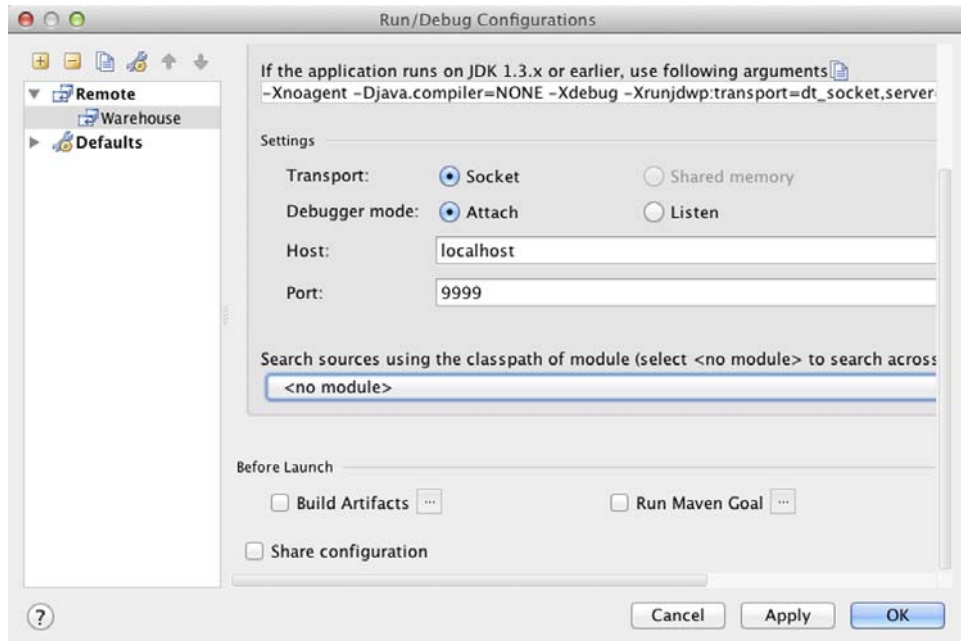 Run/Debug Configurations
Remote
Warehouse
Defaults
If the application runs on JDK 1.3.x or earlier, use following arguments
-Xnoagent -Djava.compiler=NONE -Xdebug -Xrunjdwp:transport=dt_socket,server=
Settings
Transport: Socket Shared memory
Debugger mode: Attach Listen
Host: localhost
Port: 9999
Search sources using the classpath of module (select <no module> to search across
<no module>
Before Launch
Build Artifacts ... Run Maven Goal ...
Share configuration
? Cancel Apply OK